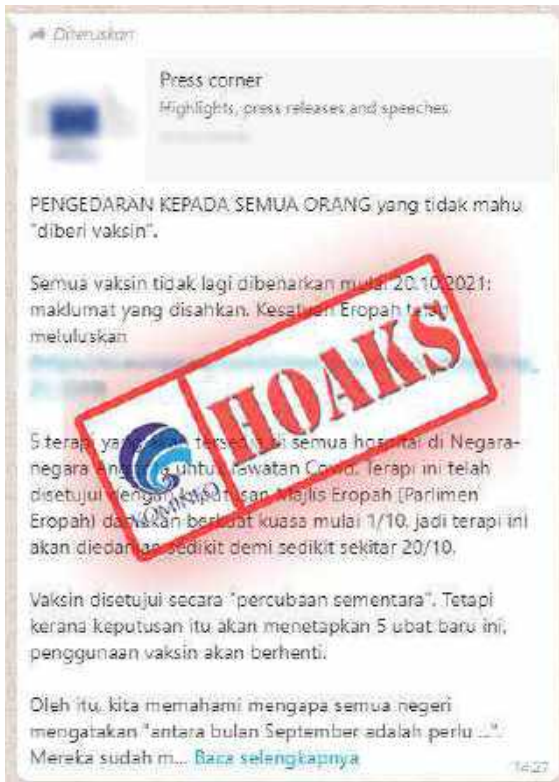 Diteruskan
Press corner
Highlights, press releases and speeches
PENGEDARAN KEPADA SEMUA ORANG yang tidak mahu
"diberi vaksin".
Semua vaksin tidak lagi dibenarkan mulai 20.10.2021:
maklumat yang disahkan. Kesatuan Eropah telah
meluluskan
HOAKS
KOMINFO
5 terapi yang akan tersedia di semua hospital di Negara-
negara Anggota untuk rawatan Covid. Terapi ini telah
disetujui dengan keputusan Majlis Eropah (Parlimen
Eropah) dan akan berkuat kuasa mulai 1/10, jadi terapi ini
akan diedarkan sedikit demi sedikit sekitar 20/10.
Vaksin disetujui secara "percubaan sementara". Tetapi
kerana keputusan itu akan menetapkan 5 ubat baru ini,
penggunaan vaksin akan berhenti.
Oleh itu, kita memahami mengapa semua negeri
mengatakan "antara bulan September adalah perlu ...".
Mereka sudah m... Baca selengkapnya
14:27